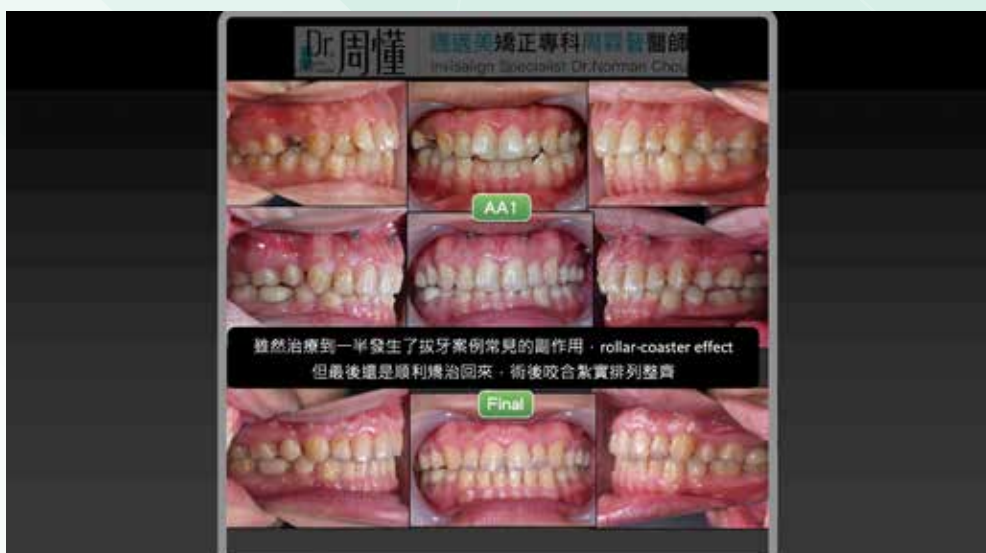 Dr.周懂
矯正專科 醫師
Invisalign Specialist Dr.Norman Chou
AA1
雖然治療到一半發生了拔牙案例常見的副作用，rollar-coaster effect
但最後還是順利矯治回來，術後咬合紮實排列整齊
Final